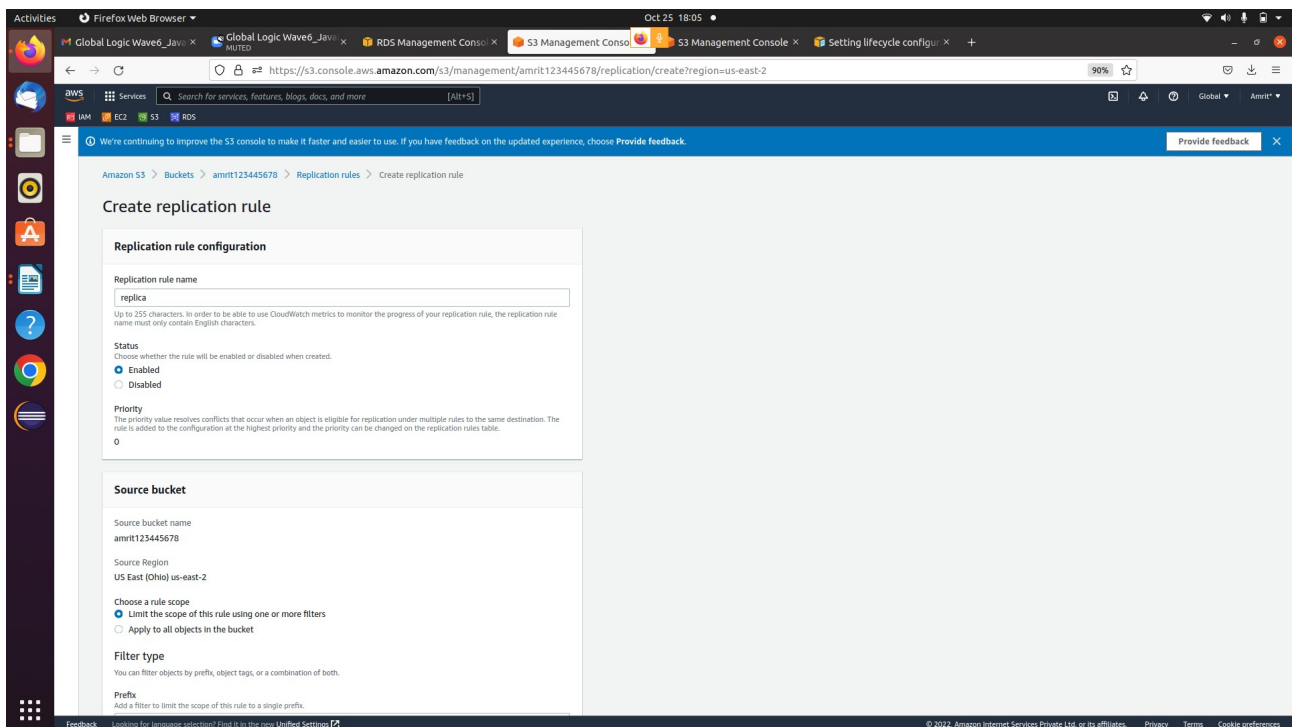 Activities
Firefox Web Browser
Oct 25 18:05
Global Logic Wave6_Java
Global Logic Wave6_Java
MUTED
RDS Management Consol
S3 Management Conso
S3 Management Console
Setting lifecycle configur
https://s3.console.aws.amazon.com/s3/management/amrit123445678/replication/create?region=us-east-2
90%
aws
Services
Search for services, features, blogs, docs, and more
[Alt+S]
Global
Amrit*
IAM
EC2
S3
RDS
We're continuing to improve the S3 console to make it faster and easier to use. If you have feedback on the updated experience, choose Provide feedback.
Provide feedback
Amazon S3 > Buckets > amrit123445678 > Replication rules > Create replication rule
Create replication rule
Replication rule configuration
Replication rule name
replica
Up to 255 characters. In order to be able to use CloudWatch metrics to monitor the progress of your replication rule, the replication rule
name must only contain English characters.
Status
Choose whether the rule will be enabled or disabled when created.
Enabled
Disabled
Priority
The priority value resolves conflicts that occur when an object is eligible for replication under multiple rules to the same destination. The
rule is added to the configuration at the highest priority and the priority can be changed on the replication rules table.
0
Source bucket
Source bucket name
amrit123445678
Source Region
US East (Ohio) us-east-2
Choose a rule scope
Limit the scope of this rule using one or more filters
Apply to all objects in the bucket
Filter type
You can filter objects by prefix, object tags, or a combination of both.
Prefix
Add a filter to limit the scope of this rule to a single prefix.
Feedback
Looking for language selection? Find it in the new Unified Settings
© 2022, Amazon Internet Services Private Ltd. or its affiliates.
Privacy
Terms
Cookie preferences